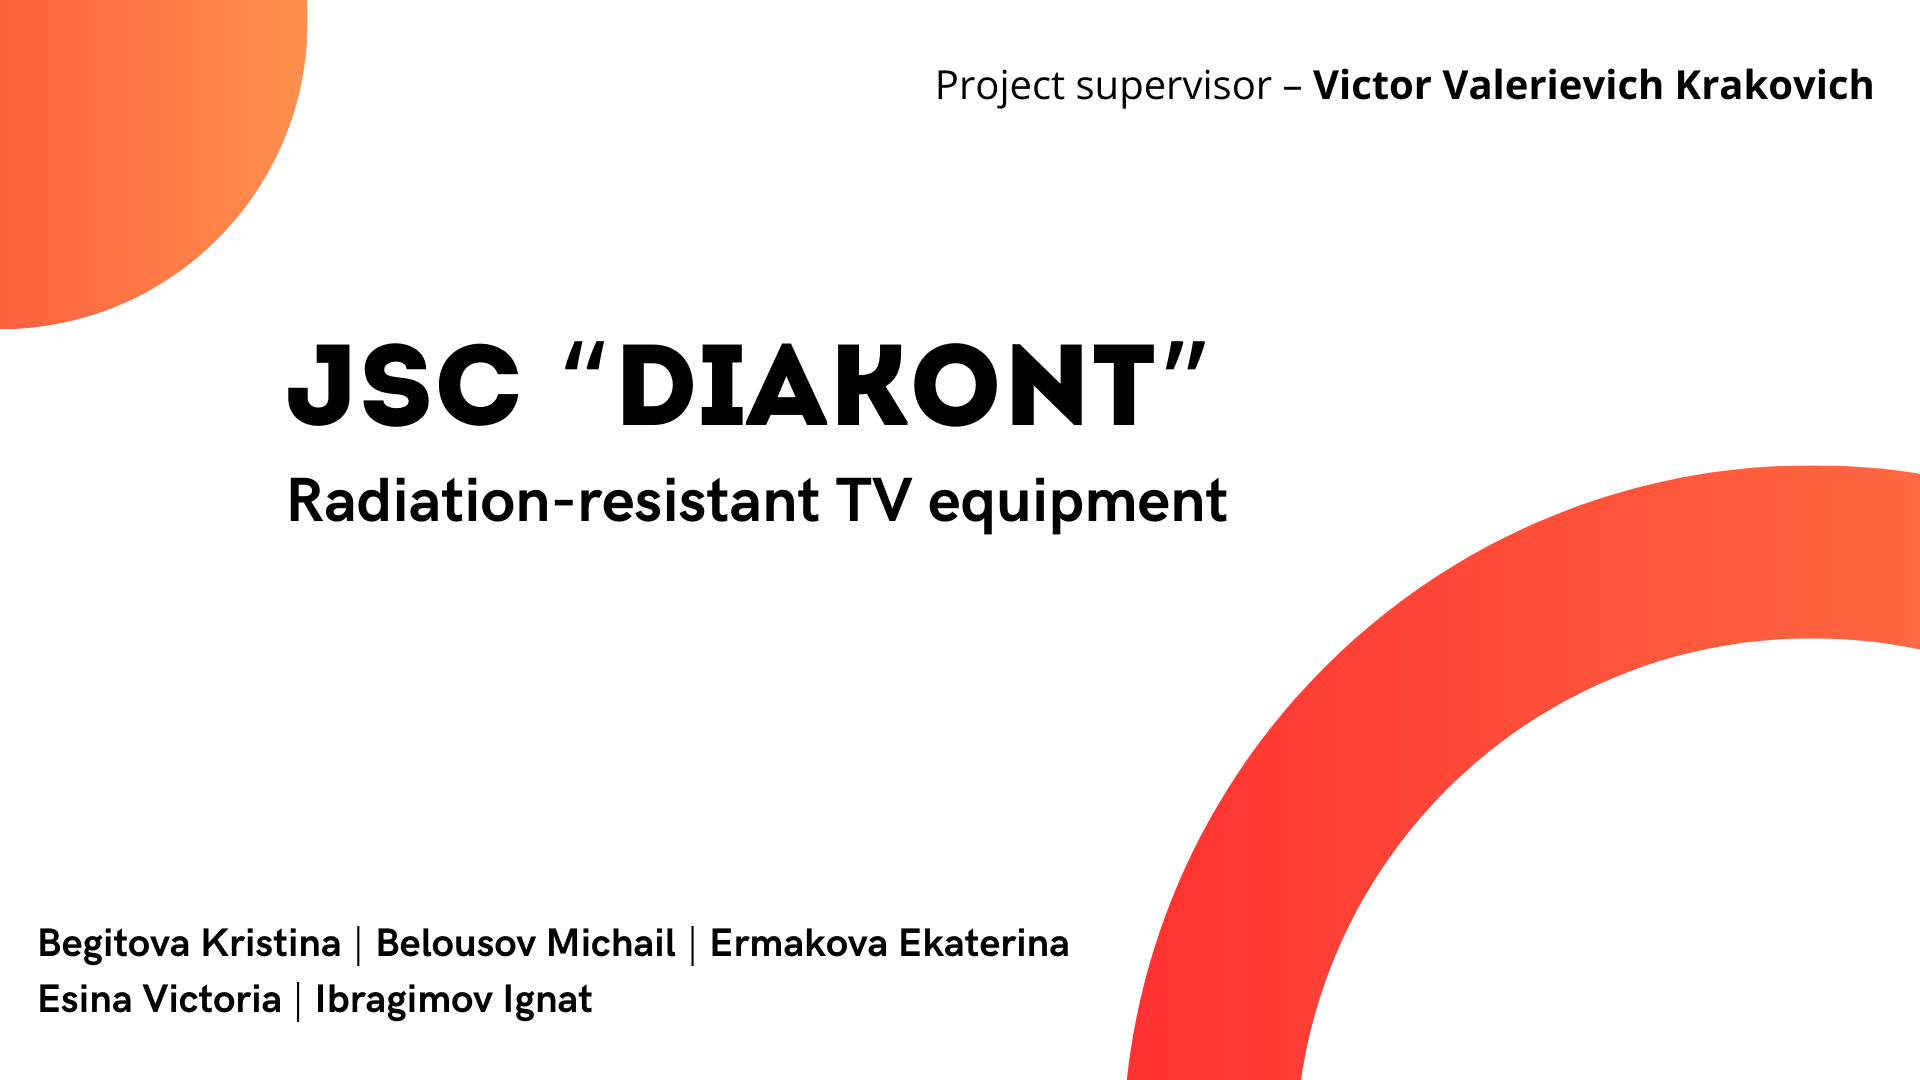 Project supervisor – Victor Valerievich Krakovich
JSC “DIAKONT”
Radiation-resistant TV equipment
Begitova Kristina | Belousov Michail | Ermakova Ekaterina
Esina Victoria | Ibragimov Ignat